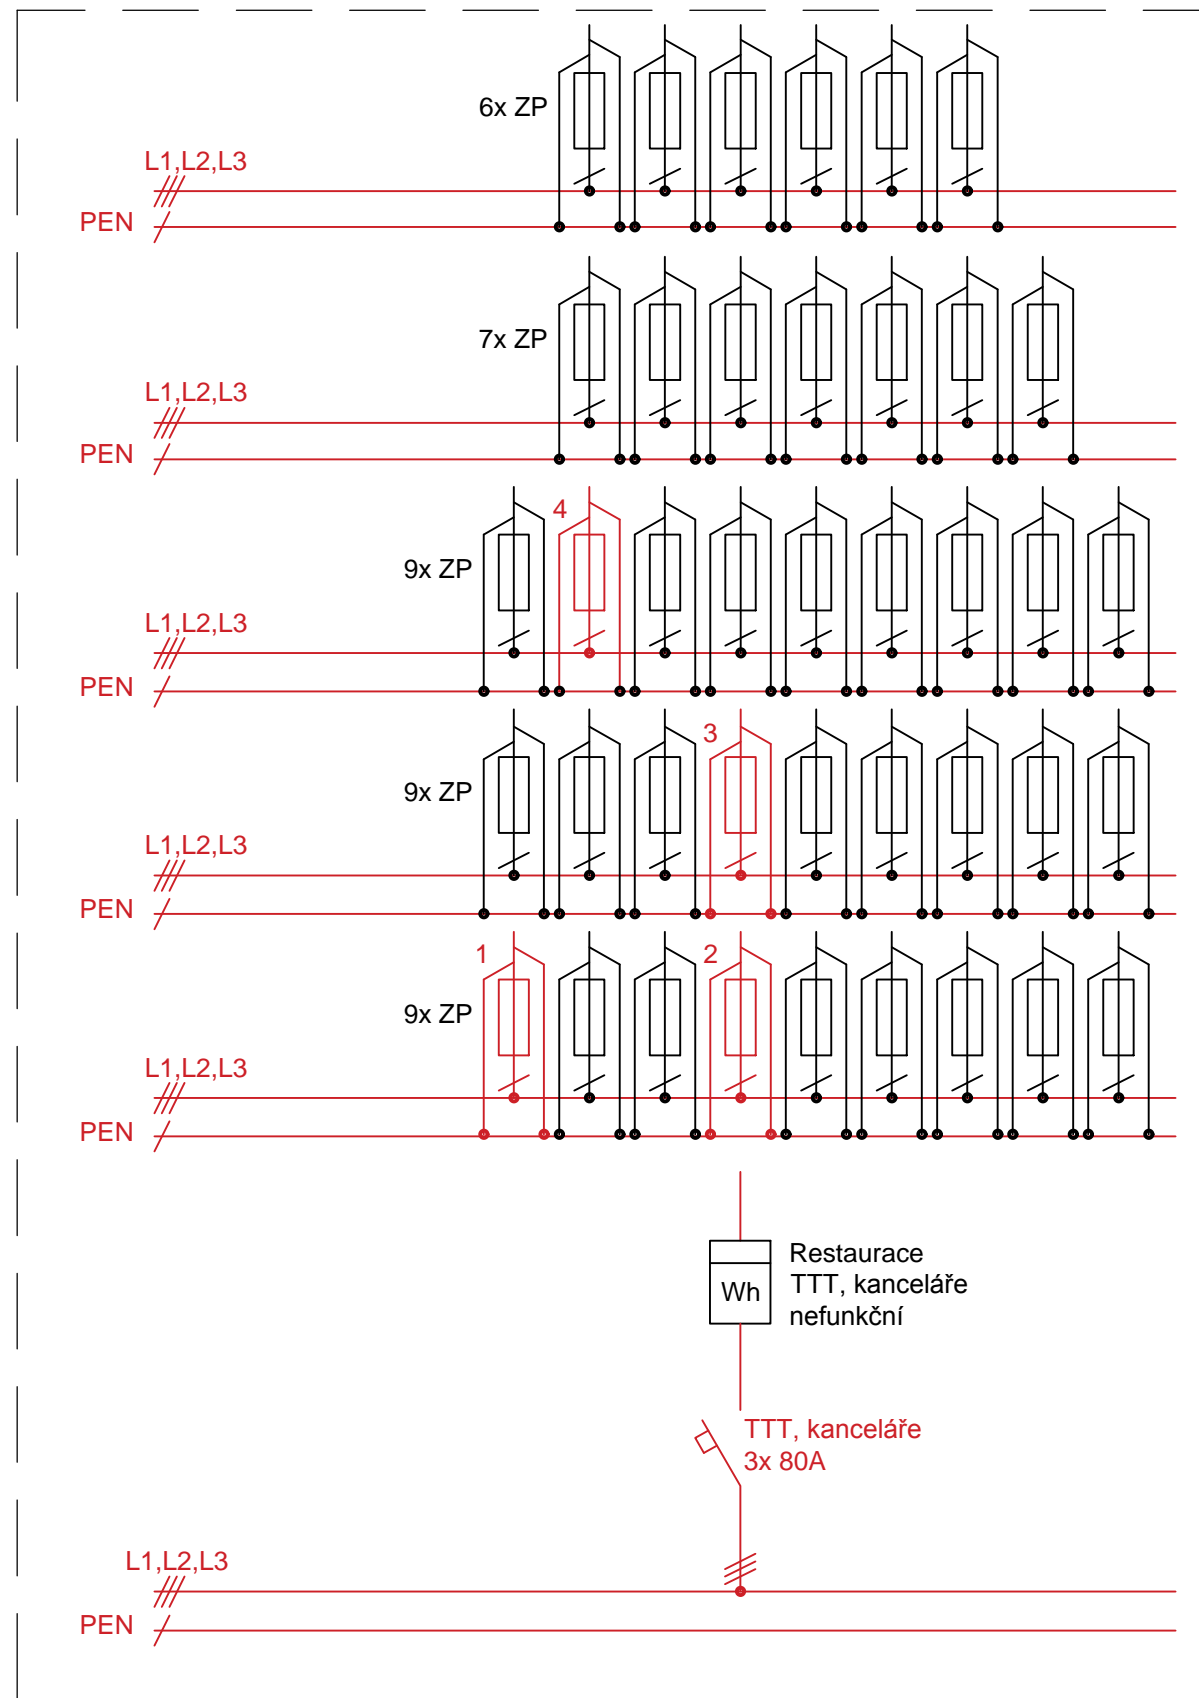 6x ZP
L1,L2,L3
PEN
7x ZP
L1,L2,L3
PEN
4
9x ZP
L1,L2,L3
PEN
3
9x ZP
L1,L2,L3
PEN
1 2
9x ZP
L1,L2,L3
PEN
Restaurace
Wh TTT, kanceláře
nefunkční
TTT, kanceláře
3x 80A
L1,L2,L3
PEN